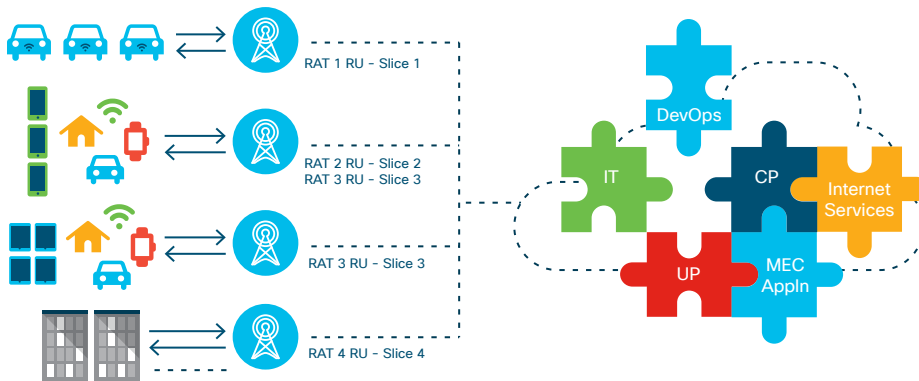 RAT 1 RU - Slice 1
RAT 2 RU - Slice 2
RAT 3 RU - Slice 3
RAT 3 RU - Slice 3
RAT 4 RU - Slice 4
DevOps
IT
CP
Internet
Services
UP
MEC
AppIn